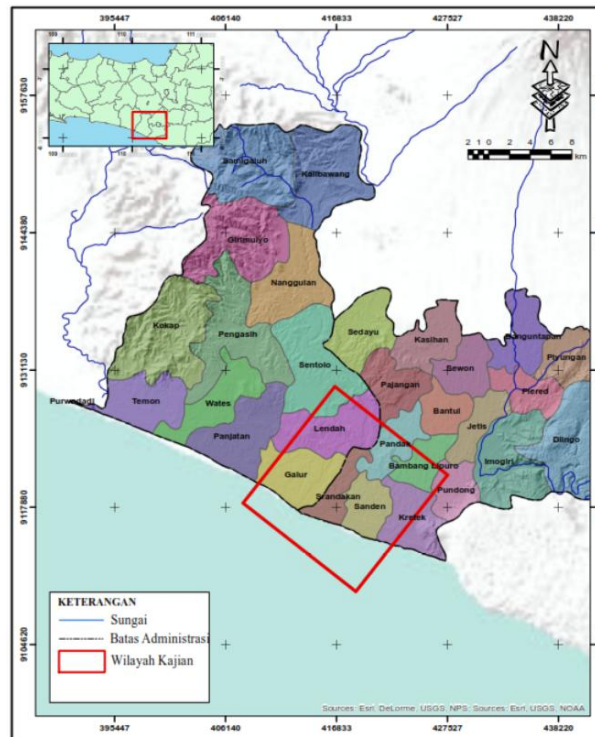 395447 406140 416833 427527 438220
9157630
9144380
9131130
9117880
9104620
N
2 1 0 2 4 6 8
km
Samigaluh
Kalibawang
Girimulyo
Nanggulan
Kokap
Pengasih
Sedayu
Kasihan
Banguntapan
Sentolo
Sewon
Piyungan
Pajangan
Plered
Purwodadi
Temon
Wates
Bantul
Lendah
Jetis
Panjatan
Pandak
Dlingo
Bambang Lipuro
Imogiri
Galur
Pundong
Srandakan
Sanden
Kretek
KETERANGAN
Sungai
Batas Administrasi
Wilayah Kajian
Sources: Esri, DeLorme, USGS, NPS; Sources: Esri, USGS, NOAA
395447 406140 416833 427527 438220